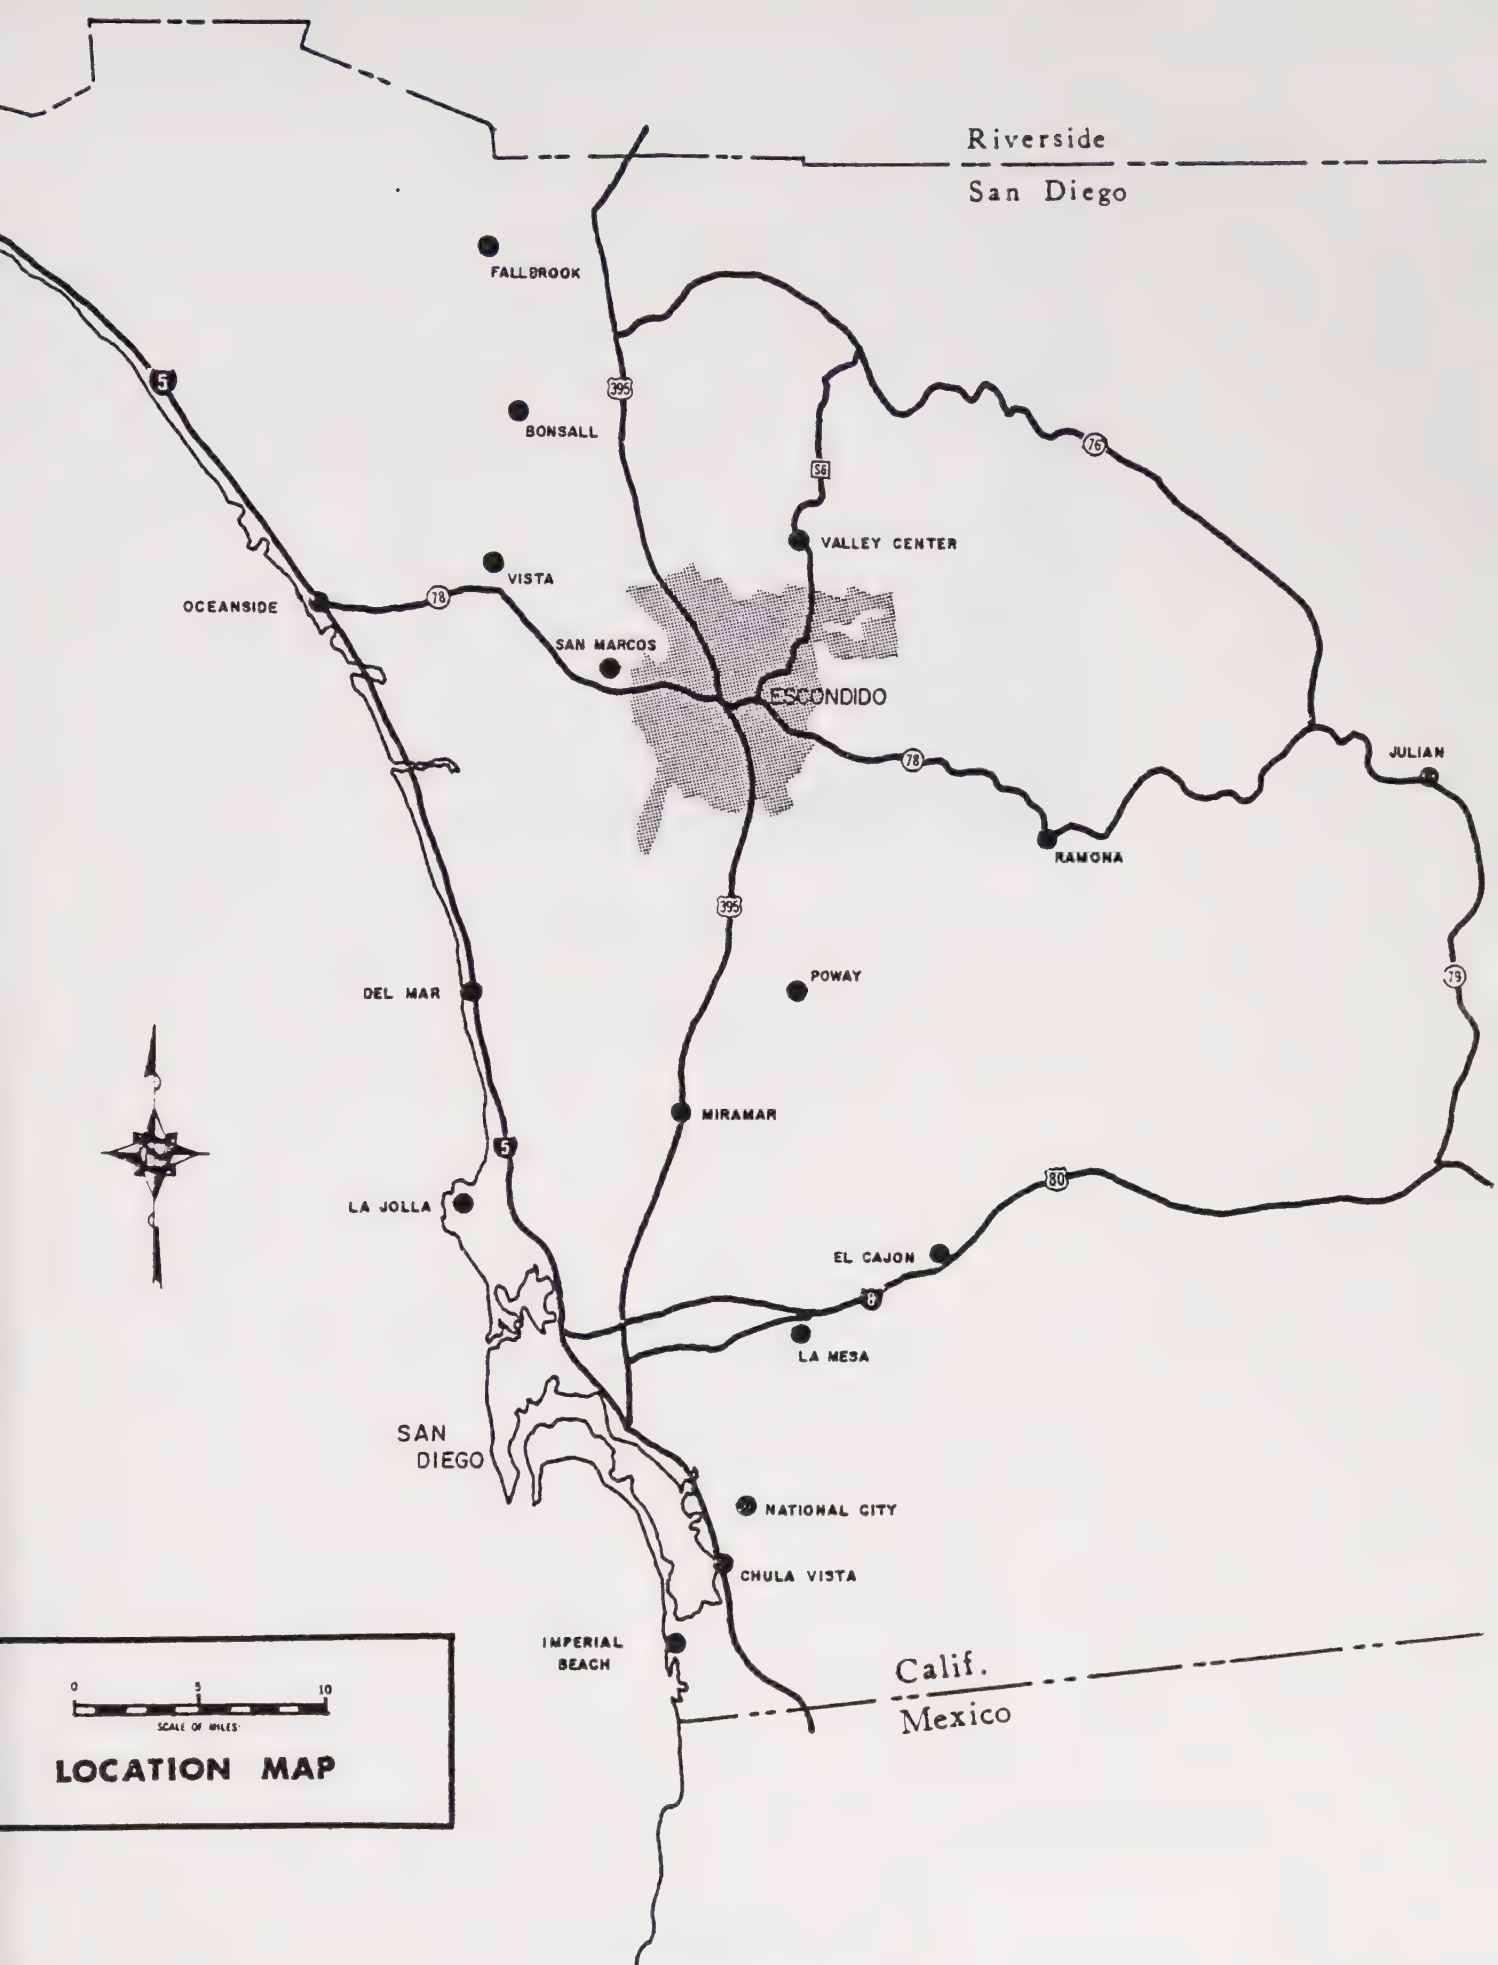 Riverside
San Diego
FALLBROOK
5
395
BONSALL
76
S6
VALLEY CENTER
VISTA
78
OCEANSIDE
SAN MARCOS
ESCONDIDO
78
JULIAN
RAMONA
395
POWAY
79
DEL MAR
MIRAMAR
5
80
LA JOLLA
EL CAJON
8
LA MESA
SAN
DIEGO
NATIONAL CITY
CHULA VISTA
IMPERIAL
BEACH
Calif.
Mexico
0 5 10
SCALE OF MILES
LOCATION MAP